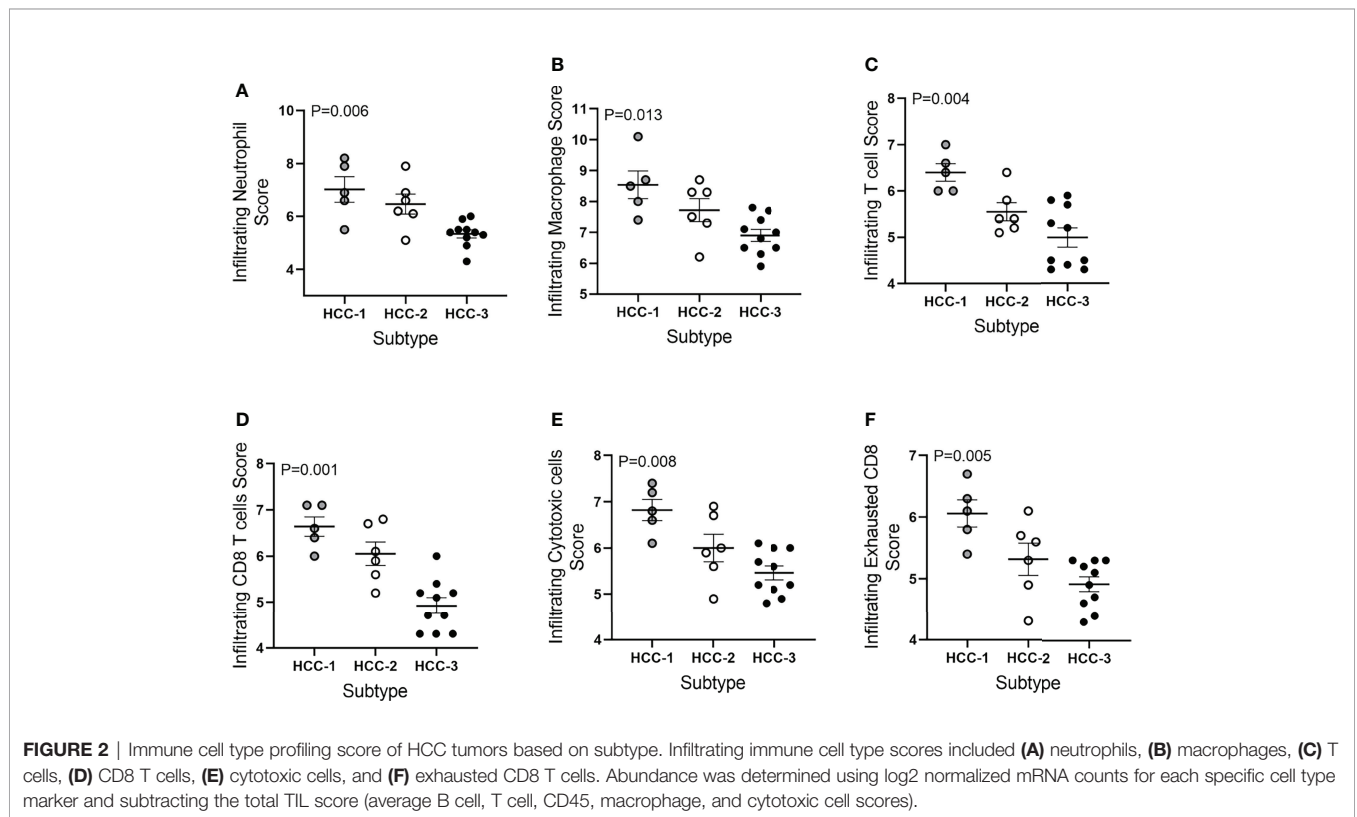 A
Infiltrating Neutrophil
Score
10
8
6
4
P=0.006
HCC-1 HCC-2 HCC-3
Subtype
B
Infiltrating Macrophage Score
11
10
9
8
7
6
5
P=0.013
HCC-1 HCC-2 HCC-3
Subtype
C
Infilitrating T cell Score
8
7
6
5
4
P=0.004
HCC-1 HCC-2 HCC-3
Subtype
D
Infiltrating CD8 T cells Score
8
7
6
5
4
P=0.001
HCC-1 HCC-2 HCC-3
Subtype
E
Infiltrating Cytotoxic cells
Score
8
7
6
5
4
P=0.008
HCC-1 HCC-2 HCC-3
Subtype
F
Infiltrating Exhausted CD8
Score
7
6
5
4
P=0.005
HCC-1 HCC-2 HCC-3
Subtype
FIGURE 2 | Immune cell type profiling score of HCC tumors based on subtype. Infiltrating immune cell type scores included (A) neutrophils, (B) macrophages, (C) T
cells, (D) CD8 T cells, (E) cytotoxic cells, and (F) exhausted CD8 T cells. Abundance was determined using log2 normalized mRNA counts for each specific cell type
marker and subtracting the total TIL score (average B cell, T cell, CD45, macrophage, and cytotoxic cell scores).